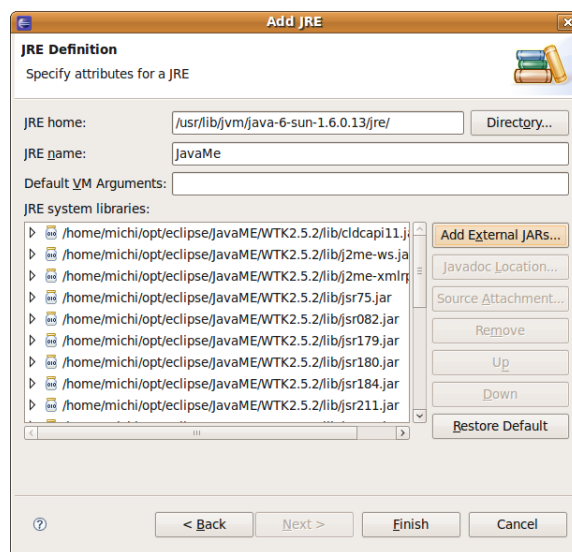 Add JRE
JRE Definition
Specify attributes for a JRE
JRE home:
/usr/lib/jvm/java-6-sun-1.6.0.13/jre/
Directory...
JRE name:
JavaMe
Default VM Arguments:
JRE system libraries:
/home/michi/opt/eclipse/JavaME/WTK2.5.2/lib/cldcapi11.ja
/home/michi/opt/eclipse/JavaME/WTK2.5.2/lib/j2me-ws.ja
/home/michi/opt/eclipse/JavaME/WTK2.5.2/lib/j2me-xmlrp
/home/michi/opt/eclipse/JavaME/WTK2.5.2/lib/jsr75.jar
/home/michi/opt/eclipse/JavaME/WTK2.5.2/lib/jsr082.jar
/home/michi/opt/eclipse/JavaME/WTK2.5.2/lib/jsr179.jar
/home/michi/opt/eclipse/JavaME/WTK2.5.2/lib/jsr180.jar
/home/michi/opt/eclipse/JavaME/WTK2.5.2/lib/jsr184.jar
/home/michi/opt/eclipse/JavaME/WTK2.5.2/lib/jsr211.jar
Add External JARs...
Javadoc Location...
Source Attachment...
Remove
Up
Down
Restore Default
< Back
Next >
Finish
Cancel